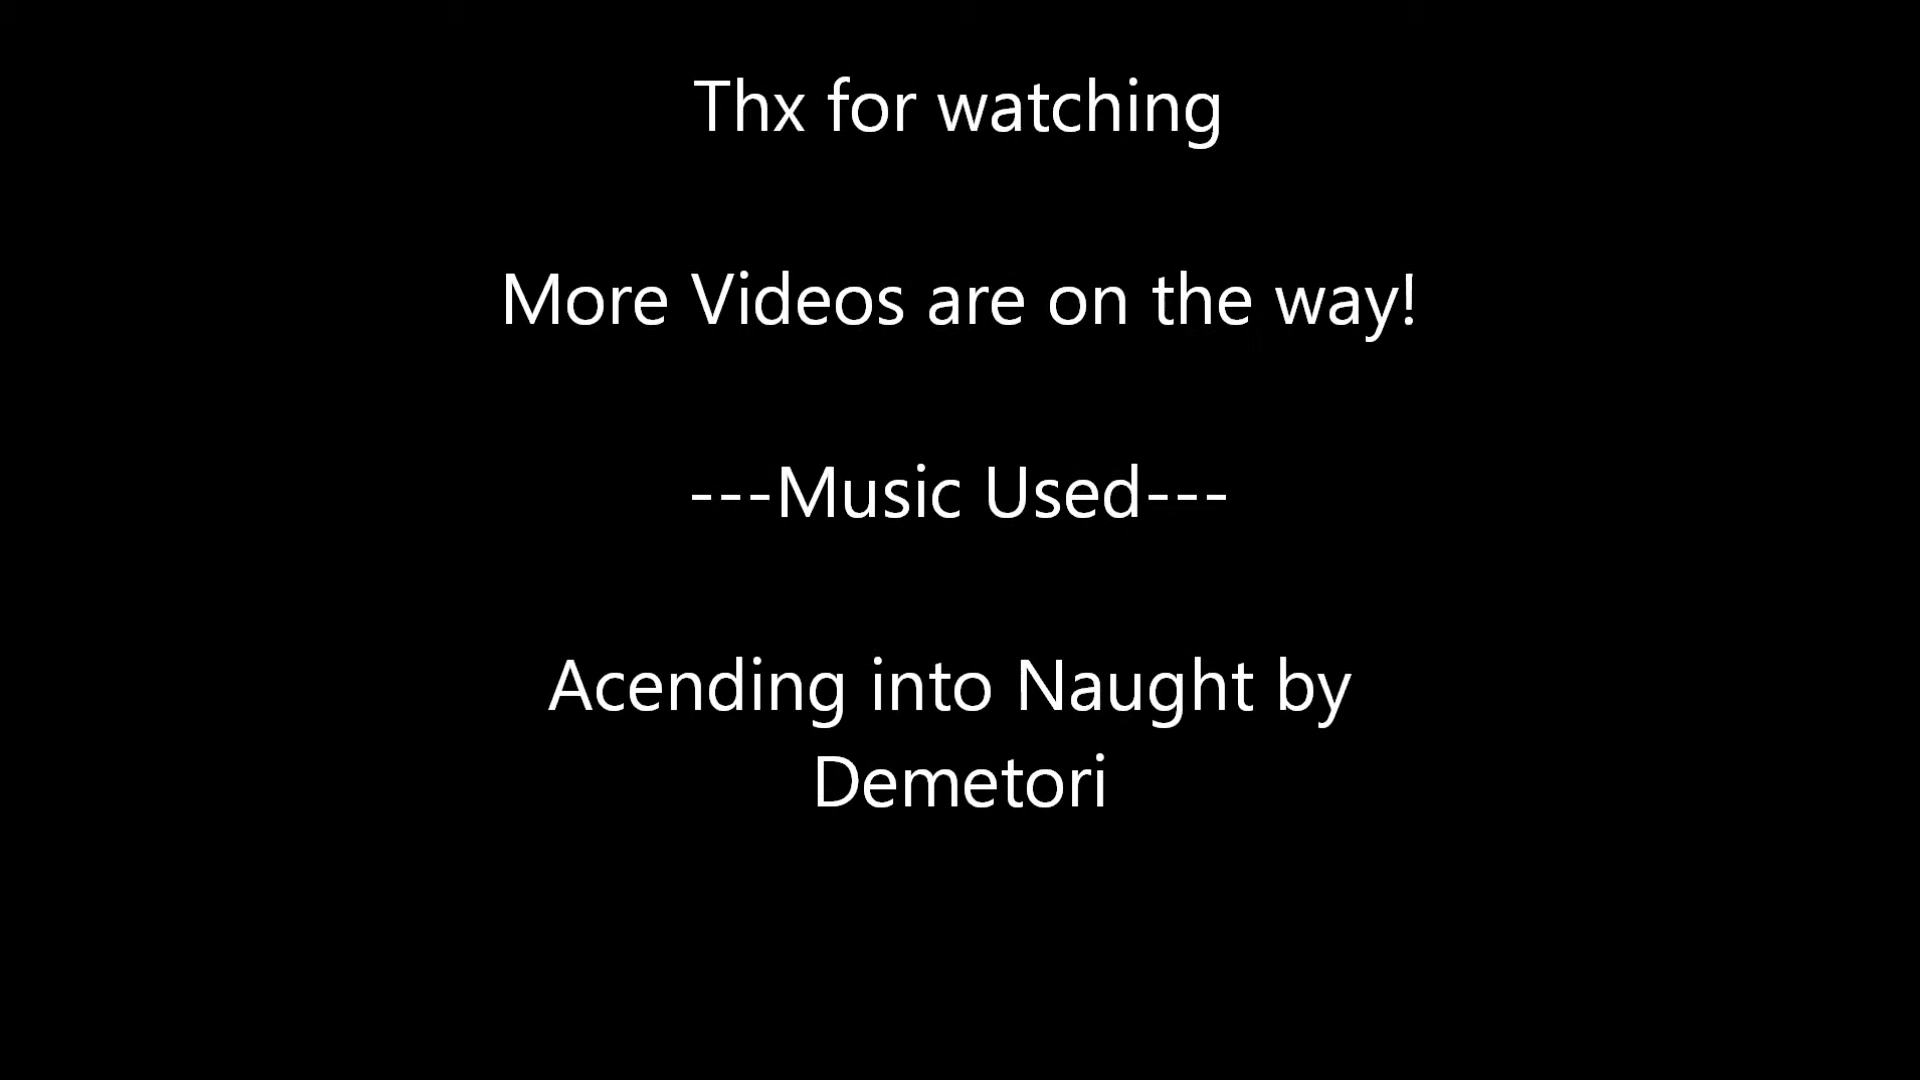 Thx for watching
More Videos are on the way!
---Music Used---
Acending into Naught by
Demetori